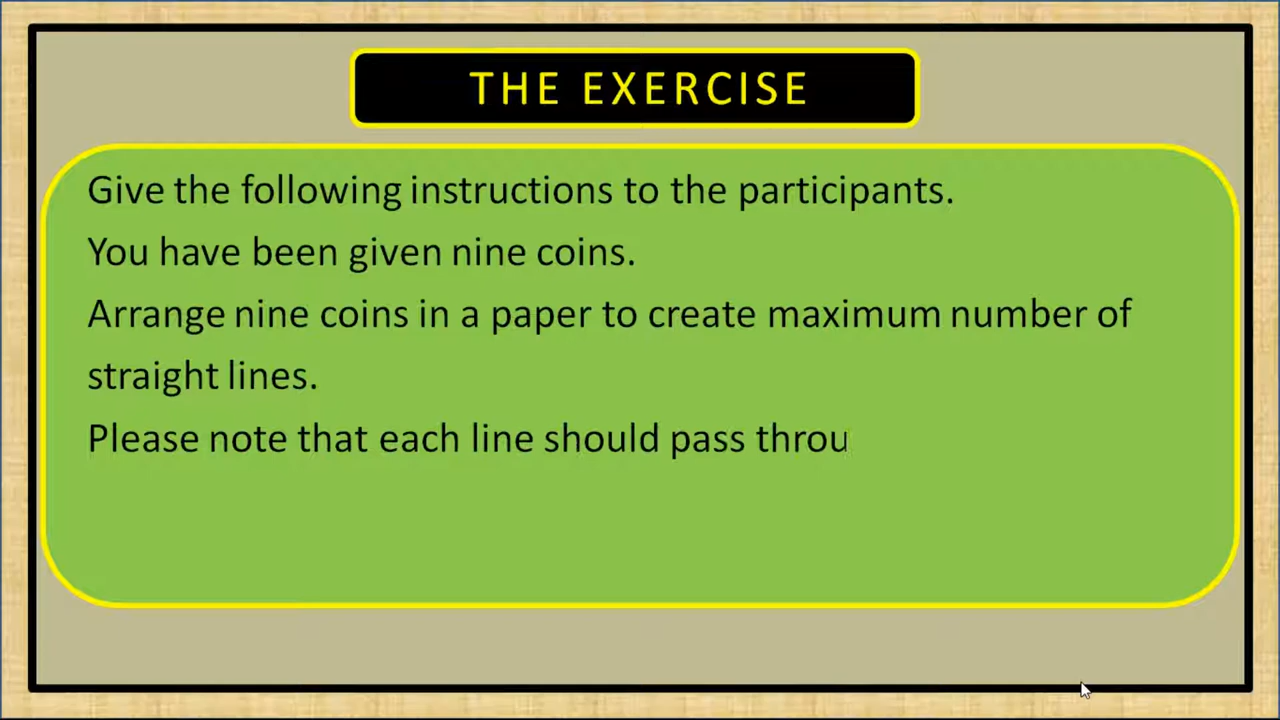 THE EXERCISE
Give the following instructions to the participants.
You have been given nine coins.
Arrange nine coins in a paper to create maximum number of
straight lines.
Please note that each line should pass throu